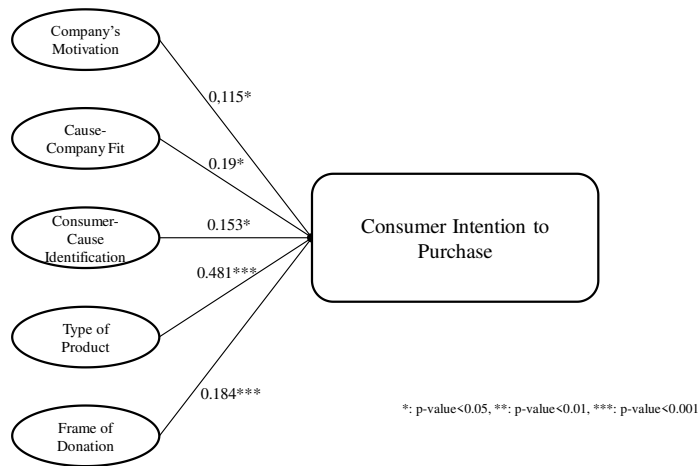 Company's
Motivation
0,115*
Cause-
Company Fit
0.19*
Consumer-
Cause
Identification
0.153*
Consumer Intention to
Purchase
0.481***
Type of
Product
0.184***
Frame of
Donation
*: p-value<0.05, **: p-value<0.01, ***: p-value<0.001